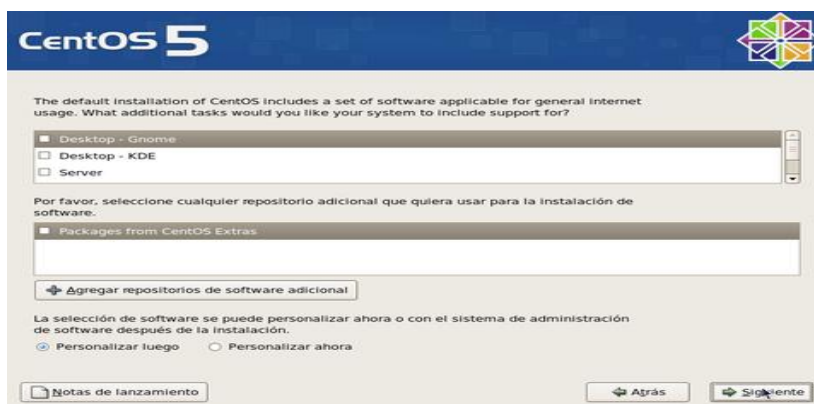 CentOS 5
The default installation of CentOS includes a set of software applicable for general internet
usage. What additional tasks would you like your system to include support for?
Desktop - Gnome
Desktop - KDE
Server
Por favor, seleccione cualquier repositorio adicional que quiera usar para la instalación de
software.
Packages from CentOS Extras
Agregar repositorios de software adicional
La selección de software se puede personalizar ahora o con el sistema de administración
de software después de la instalación.
Personalizar luego Personalizar ahora
Notas de lanzamiento Atrás Siguiente